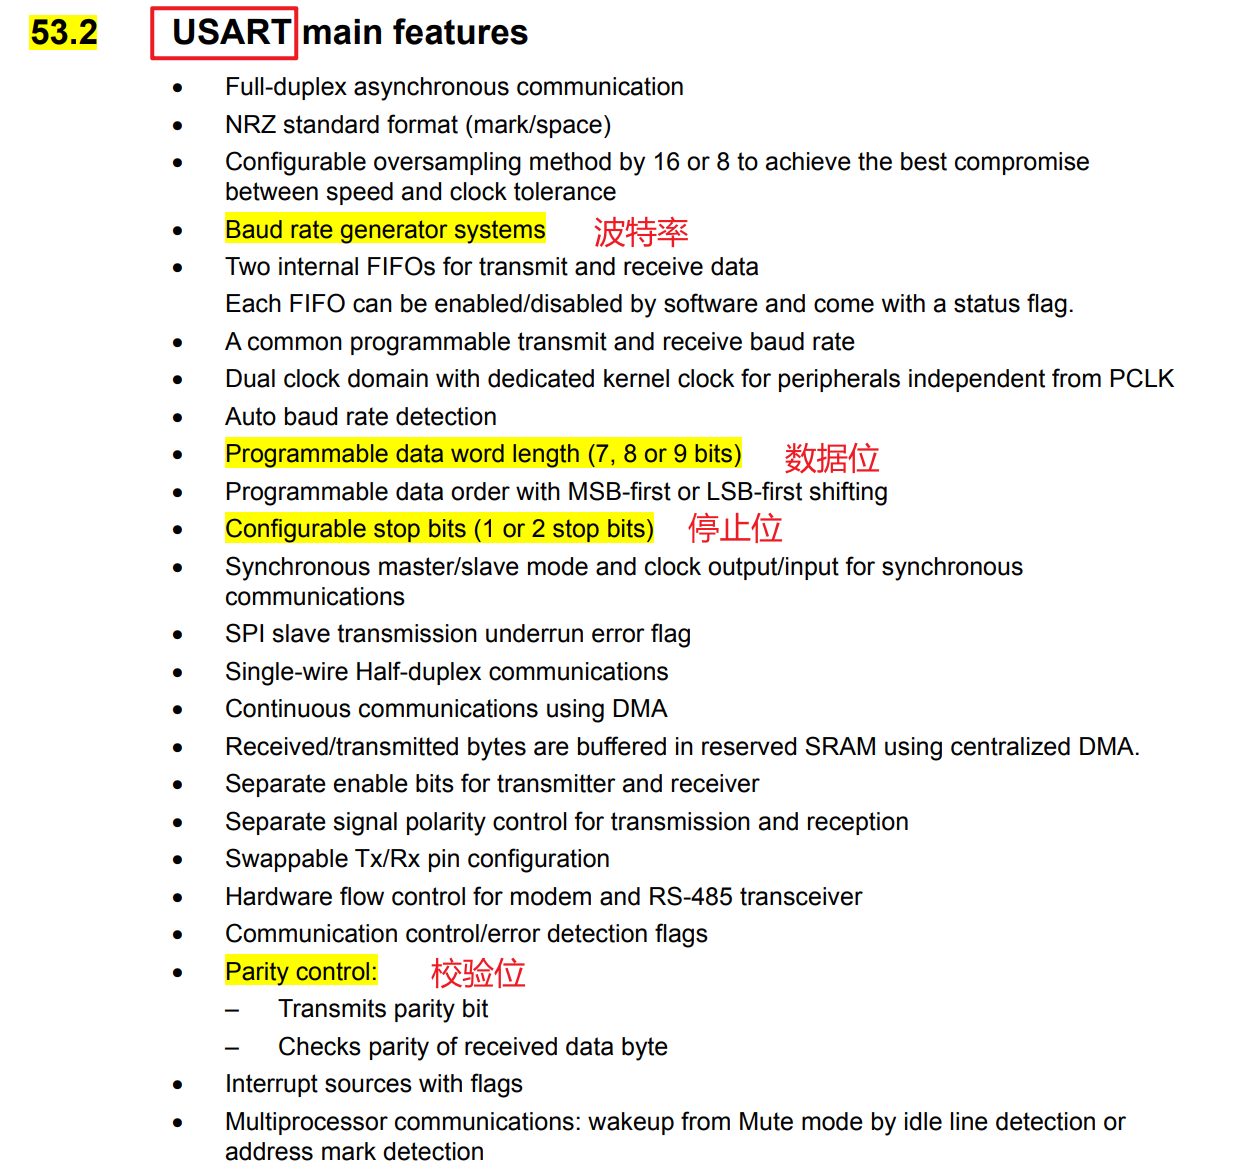 53.2 USART main features
• Full-duplex asynchronous communication
• NRZ standard format (mark/space)
• Configurable oversampling method by 16 or 8 to achieve the best compromise
between speed and clock tolerance
• Baud rate generator systems 波特率
• Two internal FIFOs for transmit and receive data
Each FIFO can be enabled/disabled by software and come with a status flag.
• A common programmable transmit and receive baud rate
• Dual clock domain with dedicated kernel clock for peripherals independent from PCLK
• Auto baud rate detection
• Programmable data word length (7, 8 or 9 bits) 数据位
• Programmable data order with MSB-first or LSB-first shifting
• Configurable stop bits (1 or 2 stop bits) 停止位
• Synchronous master/slave mode and clock output/input for synchronous
communications
• SPI slave transmission underrun error flag
• Single-wire Half-duplex communications
• Continuous communications using DMA
• Received/transmitted bytes are buffered in reserved SRAM using centralized DMA.
• Separate enable bits for transmitter and receiver
• Separate signal polarity control for transmission and reception
• Swappable Tx/Rx pin configuration
• Hardware flow control for modem and RS-485 transceiver
• Communication control/error detection flags
• Parity control: 校验位
– Transmits parity bit
– Checks parity of received data byte
• Interrupt sources with flags
• Multiprocessor communications: wakeup from Mute mode by idle line detection or
address mark detection